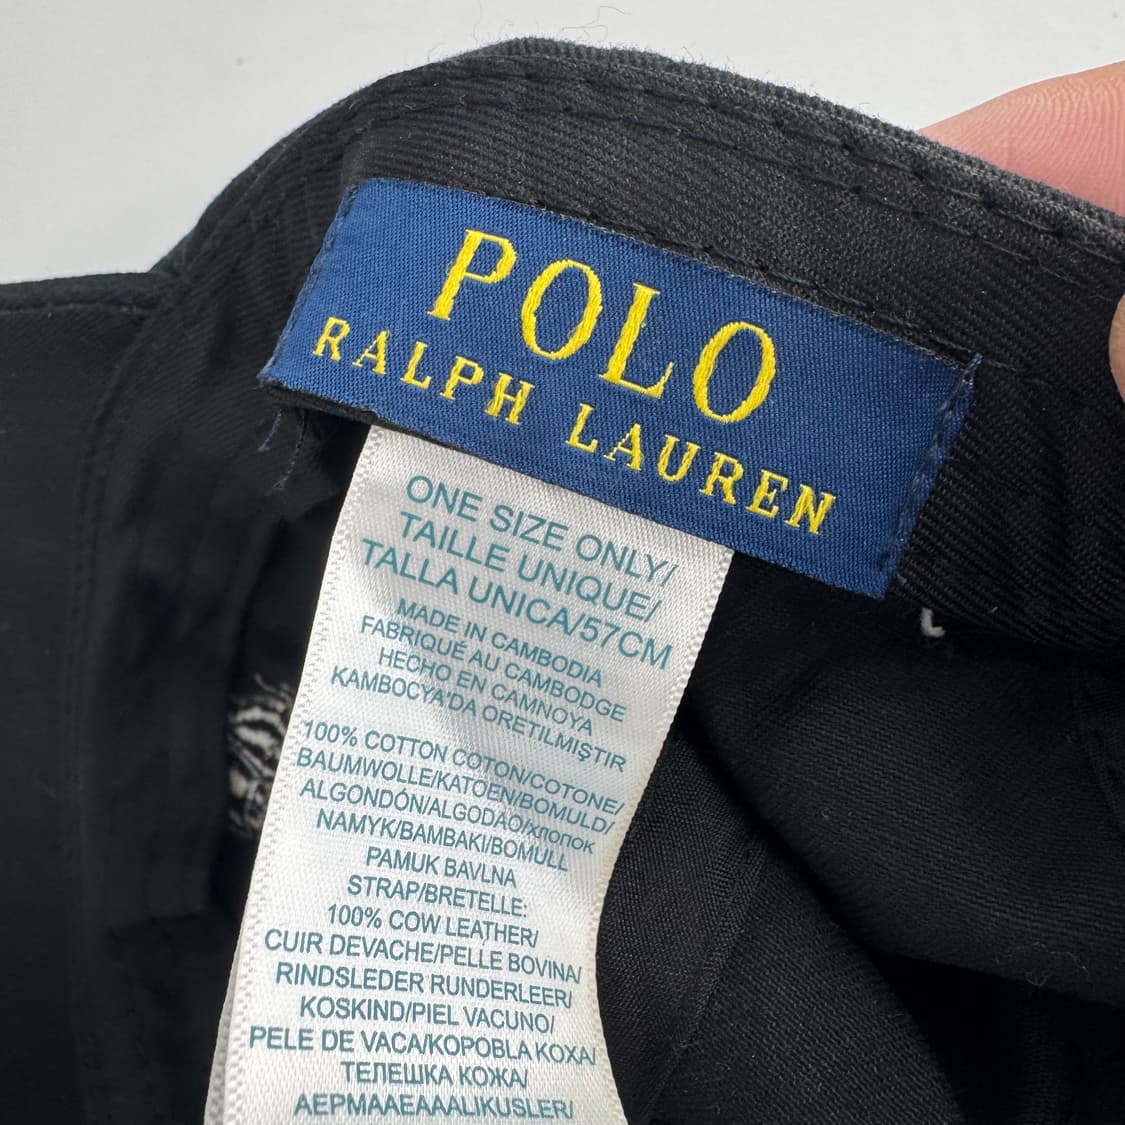 POLO
RALPH LAUREN
ONE SIZE ONLY/
TAILLE UNIQUE/
TALLA UNICA/57CM
MADE IN CAMBODIA
FABRIQUÉ AU CAMBODGE
HECHO EN CAMNOYA
KAMBOCYA'DA ORETILMIŞTIR
100% COTTON COTON/COTONE/
BAUMWOLLE/KATOEN/BOMULD/
ALGONDÓN/ALGODAO/хлопок
NAMYK/BAMBAKI/BOMULL
PAMUK BAVLNA
STRAP/BRETELLE:
100% COW LEATHER/
CUIR DEVACHE/PELLE BOVINA/
RINDSLEDER RUNDERLEER/
KOSKIND/PIEL VACUNO/
PELE DE VACA/KOPOBLA KOXA/
ТЕЛЕШКА КОЖА/
AEPMAAEAAALIKUSLER/